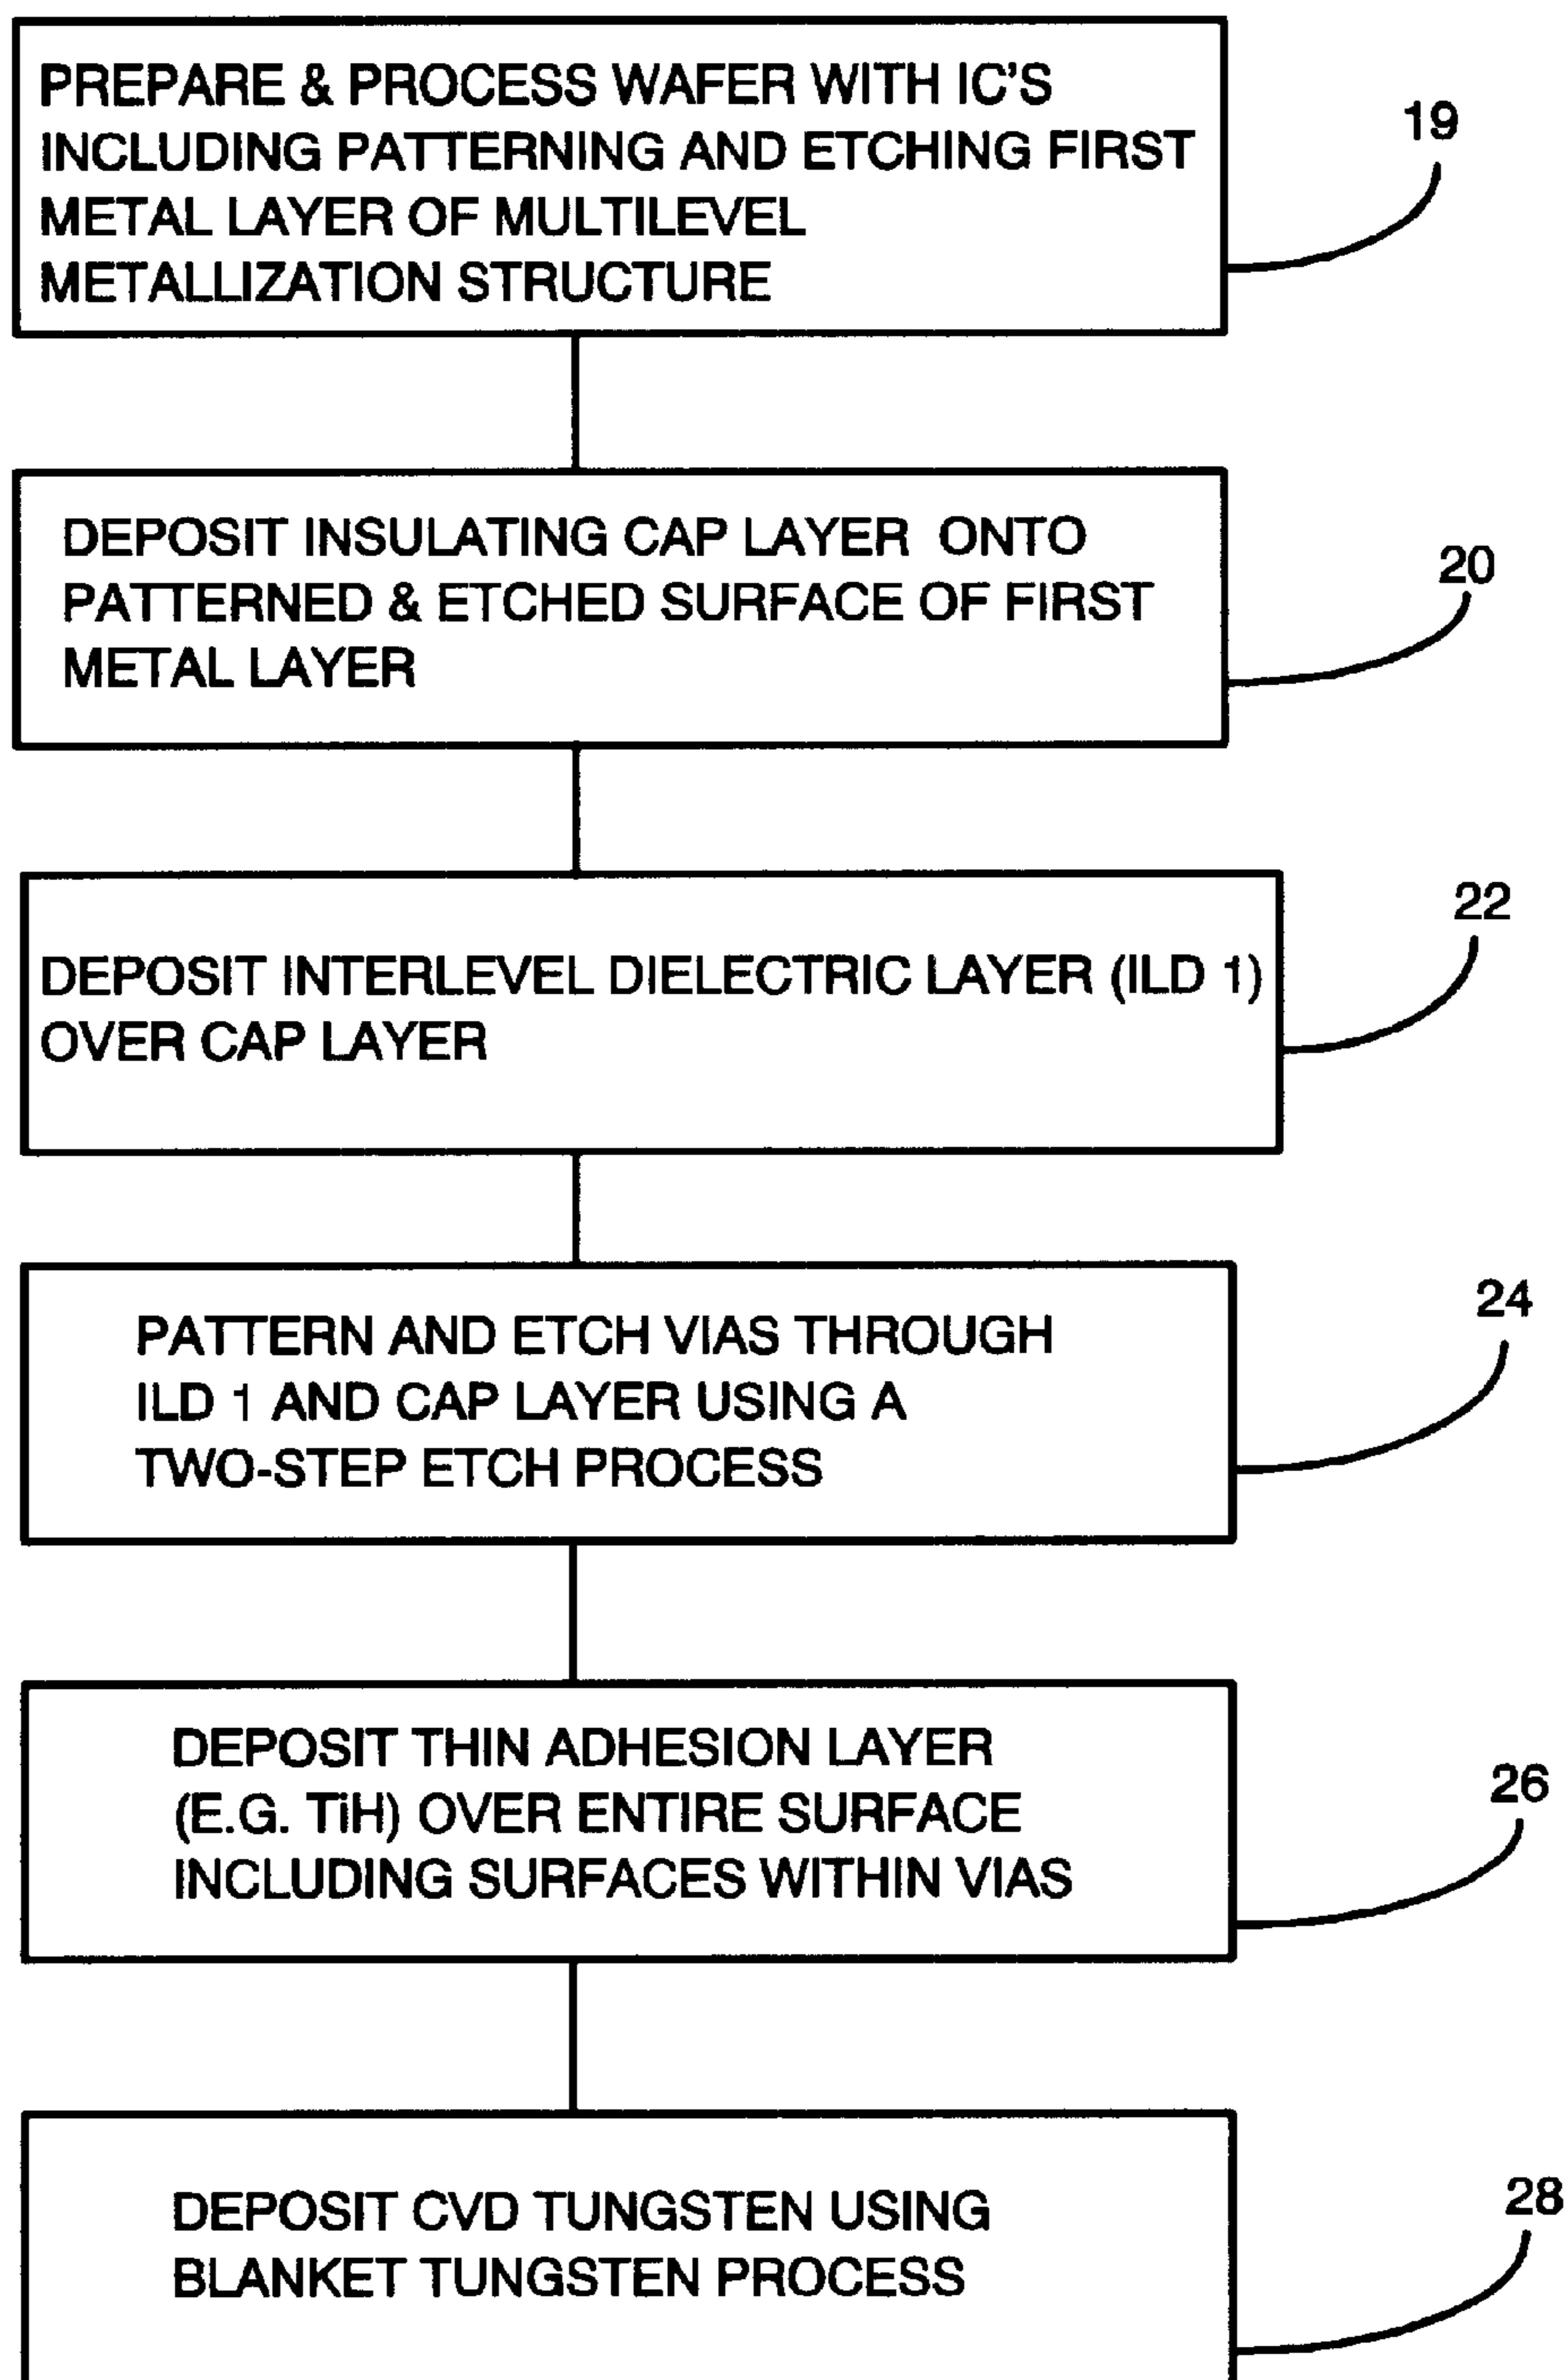 PREPARE & PROCESS WAFER WITH IC'S
INCLUDING PATTERNING AND ETCHING FIRST
METAL LAYER OF MULTILEVEL
METALLIZATION STRUCTURE
19
DEPOSIT INSULATING CAP LAYER ONTO
PATTERNED & ETCHED SURFACE OF FIRST
METAL LAYER
20
DEPOSIT INTERLEVEL DIELECTRIC LAYER (ILD 1)
OVER CAP LAYER
22
PATTERN AND ETCH VIAS THROUGH
ILD 1 AND CAP LAYER USING A
TWO-STEP ETCH PROCESS
24
DEPOSIT THIN ADHESION LAYER
(E.G. TiH) OVER ENTIRE SURFACE
INCLUDING SURFACES WITHIN VIAS
26
DEPOSIT CVD TUNGSTEN USING
BLANKET TUNGSTEN PROCESS
28